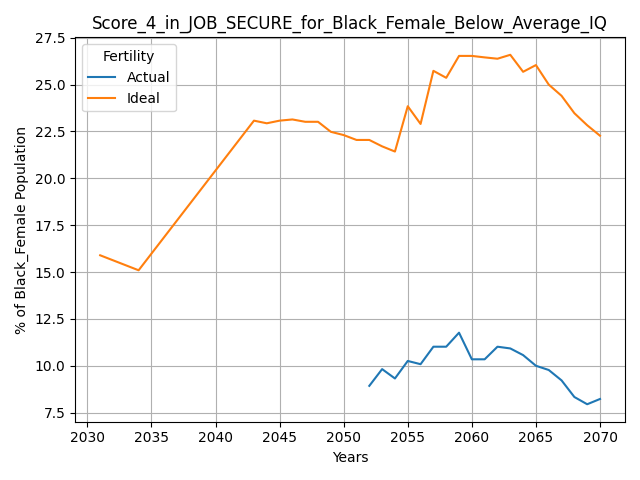 Score_4_in_JOB_SECURE_for_Black_Female_Below_Average_IQ
27.5
25.0
22.5
20.0
17.5
15.0
12.5
10.0
7.5
% of Black_Female Population
Fertility
Actual
Ideal
2030 2035 2040 2045 2050 2055 2060 2065 2070
Years